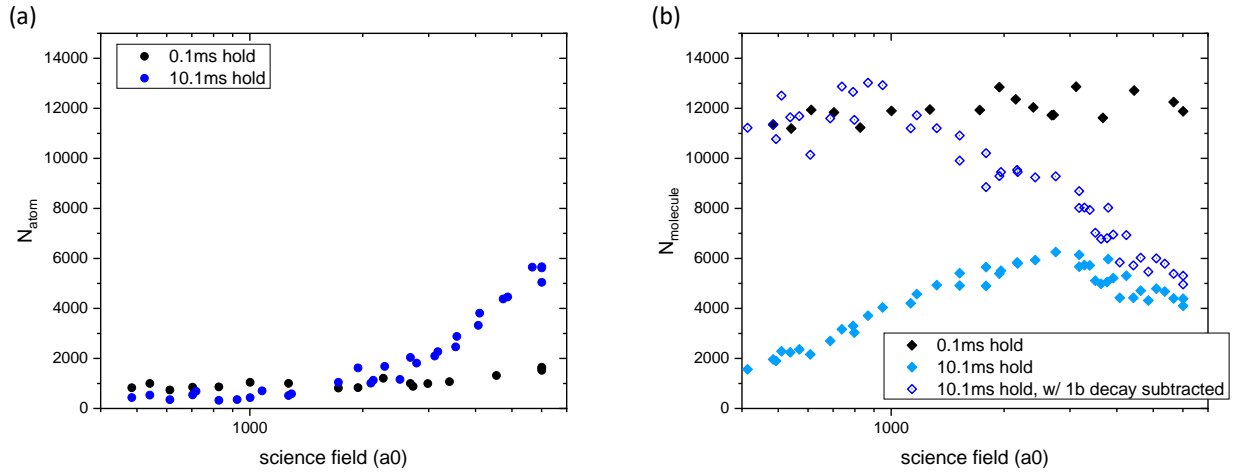 (a)
0.1ms hold
10.1ms hold
14000
12000
10000
8000
6000
4000
2000
0
N_atom
1000
science field (a0)
(b)
14000
12000
10000
8000
6000
4000
2000
0
N_molecule
0.1ms hold
10.1ms hold
10.1ms hold, w/ 1b decay subtracted
1000
science field (a0)